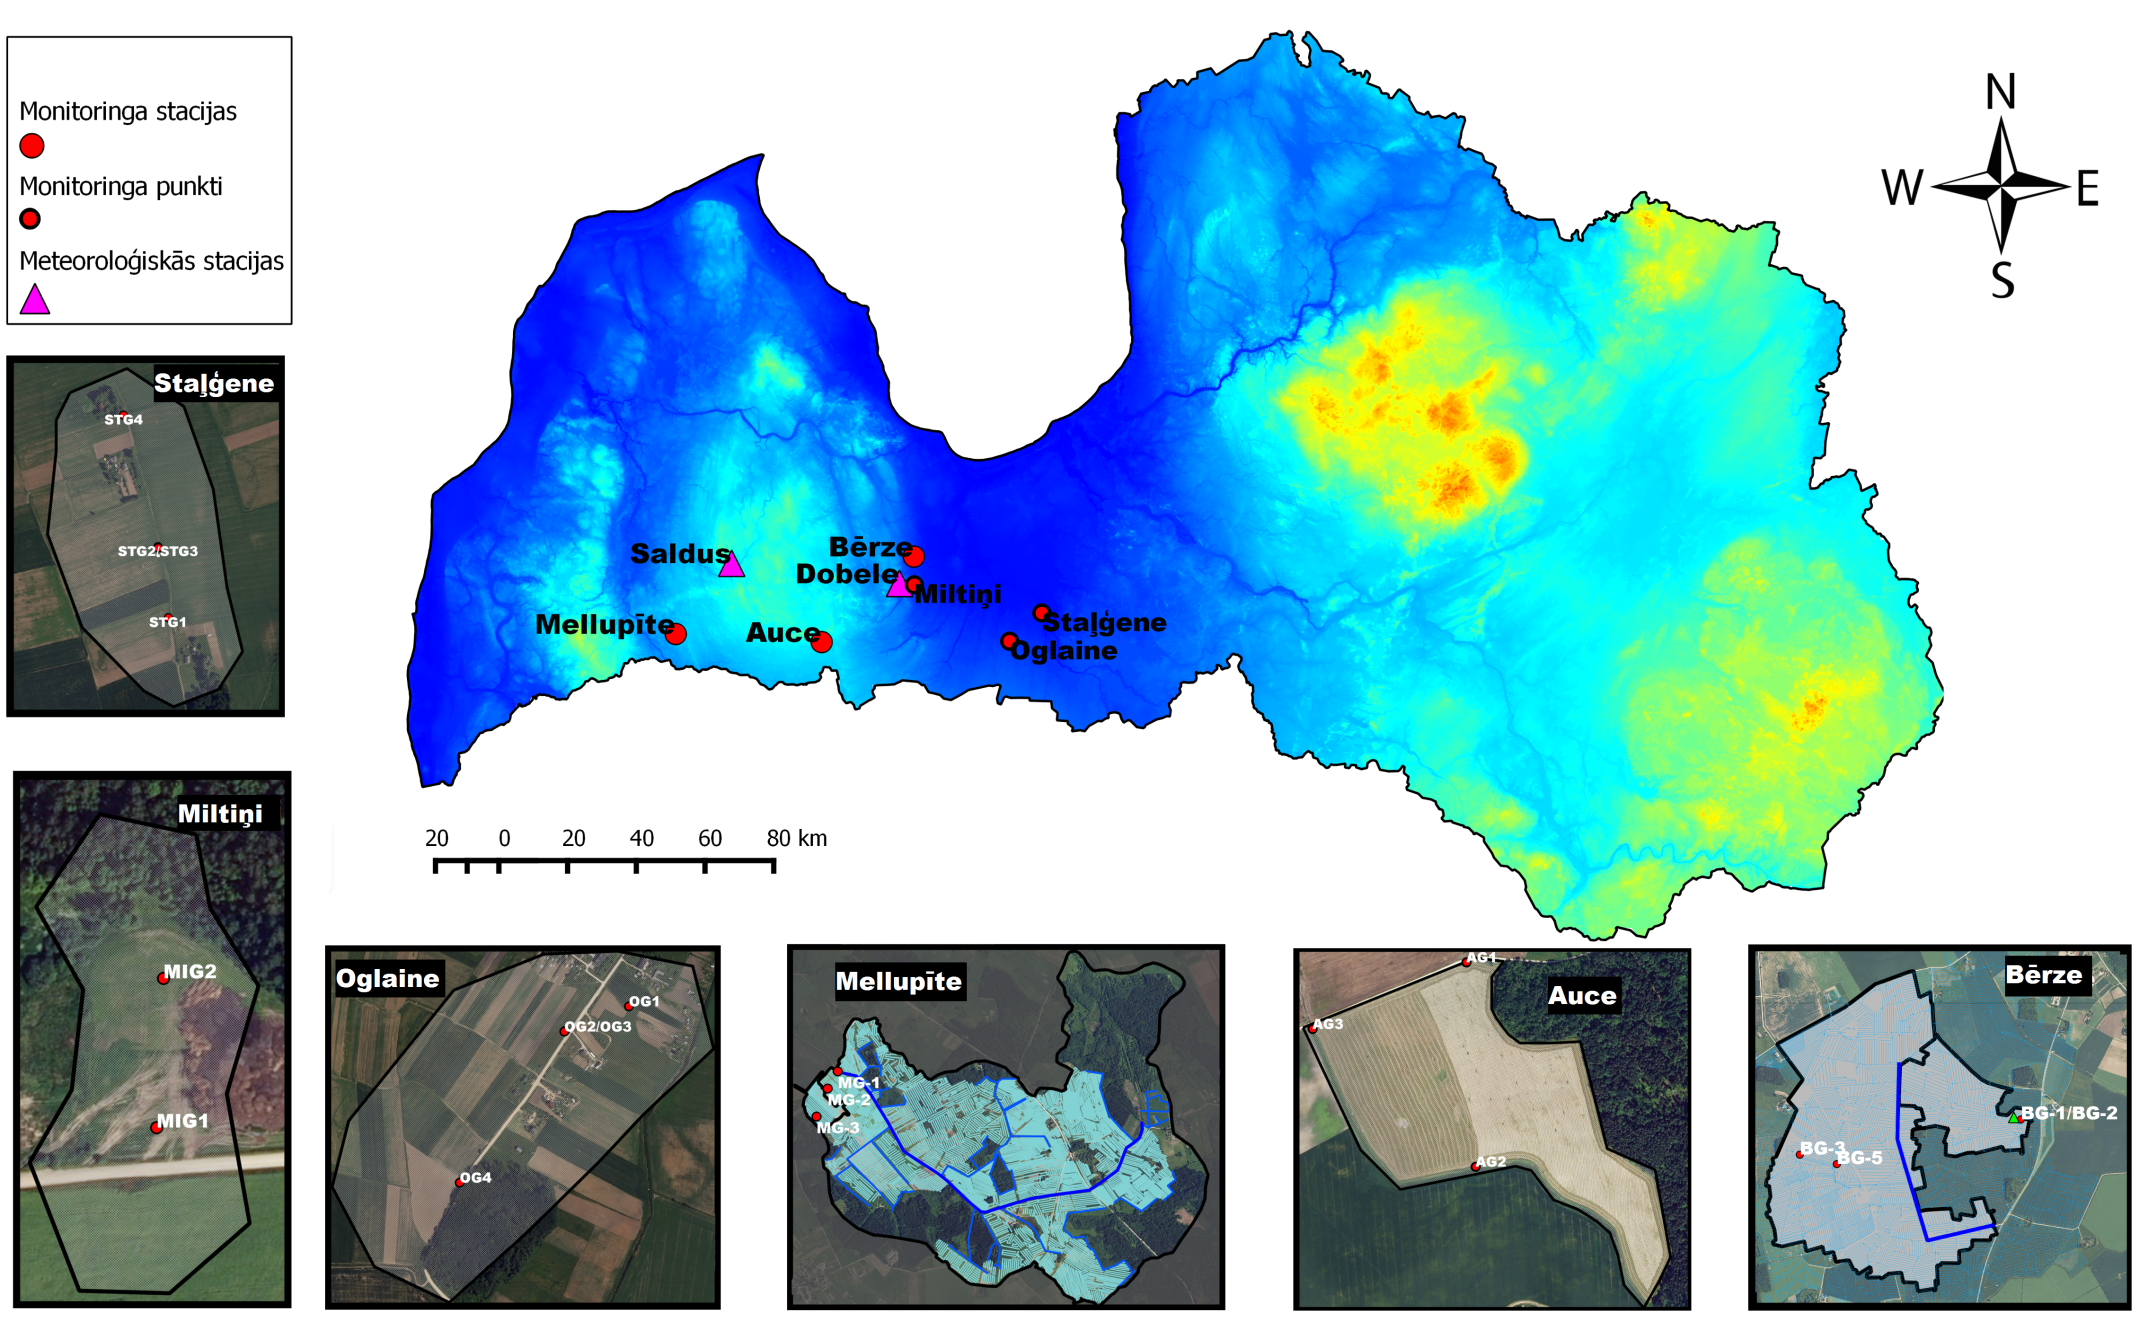 Monitoringa stacijas
Monitoringa punkti
Meteoroloģiskās stacijas
N
W
E
S
Saldus
Bērze
Dobele
Miltiņi
Mellupīte
Auce
Staļģene
Oglaine
20 0 20 40 60 80 km
Staļģene
STG4
STG2/STG3
STG1
Miltiņi
MIG2
MIG1
Oglaine
OG1
OG2/OG3
OG4
Mellupīte
MG-1
MG-2
MG-3
Auce
AG1
AG3
AG2
Bērze
BG-1/BG-2
BG-3
BG-5